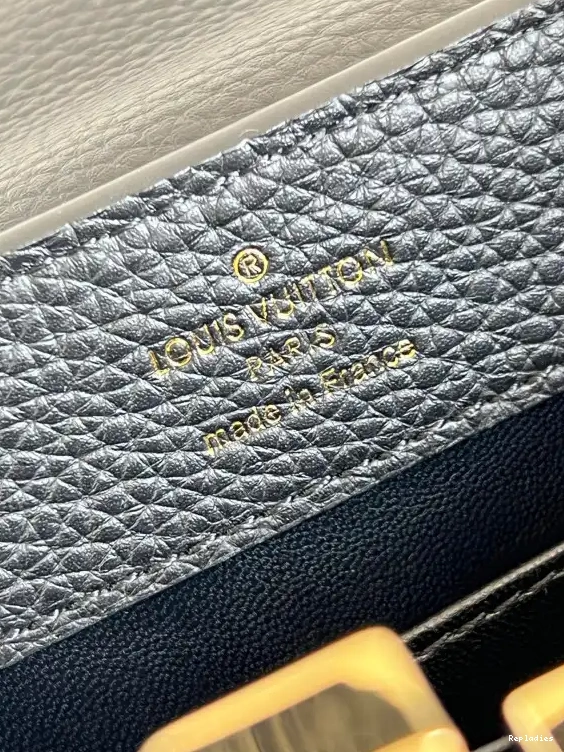 ®
LOUIS VUITTON
PARIS
made in France
Replodies